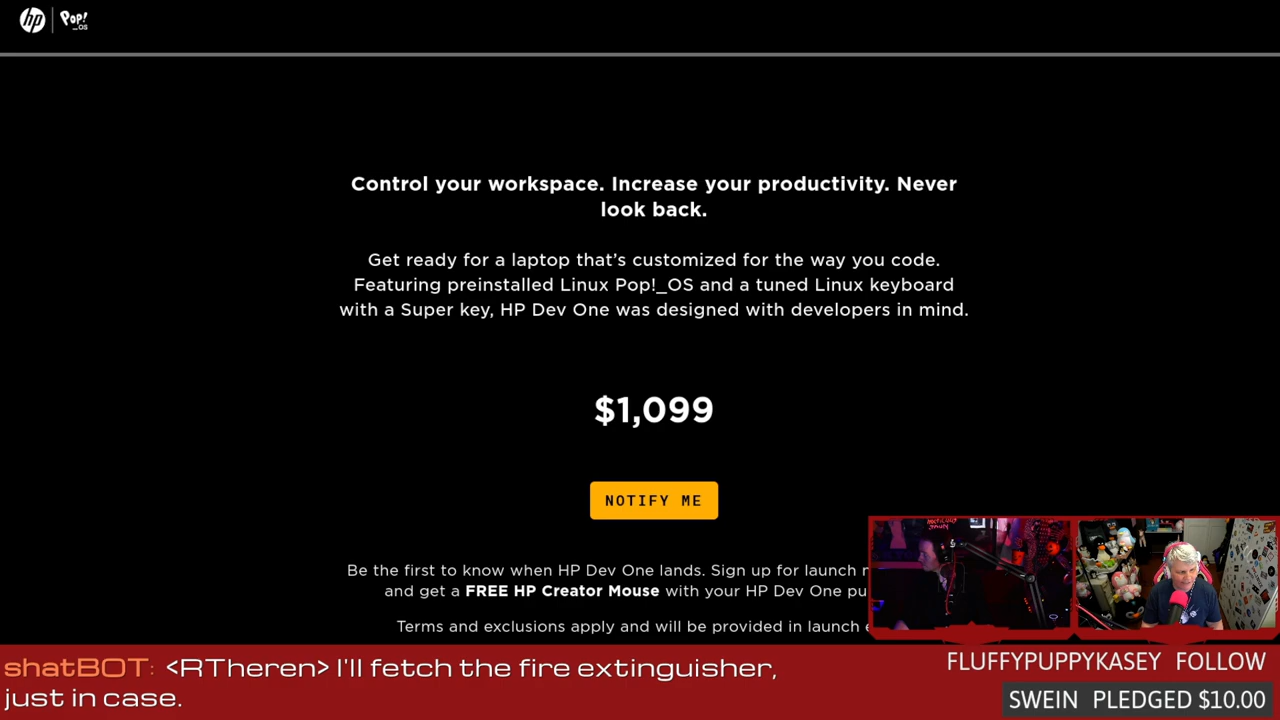 hp
Pop!
_OS
Control your workspace. Increase your productivity. Never
look back.
Get ready for a laptop that's customized for the way you code.
Featuring preinstalled Linux Pop!_OS and a tuned Linux keyboard
with a Super key, HP Dev One was designed with developers in mind.
$1,099
NOTIFY ME
Be the first to know when HP Dev One lands. Sign up for launch
and get a FREE HP Creator Mouse with your HP Dev One
Terms and exclusions apply and will be provided in launch
shatBOT: <RTheren> I'll fetch the fire extinguisher,
just in case.
FLUFFYPUPPYKASEY FOLLOW
SWEIN PLEDGED $10.00